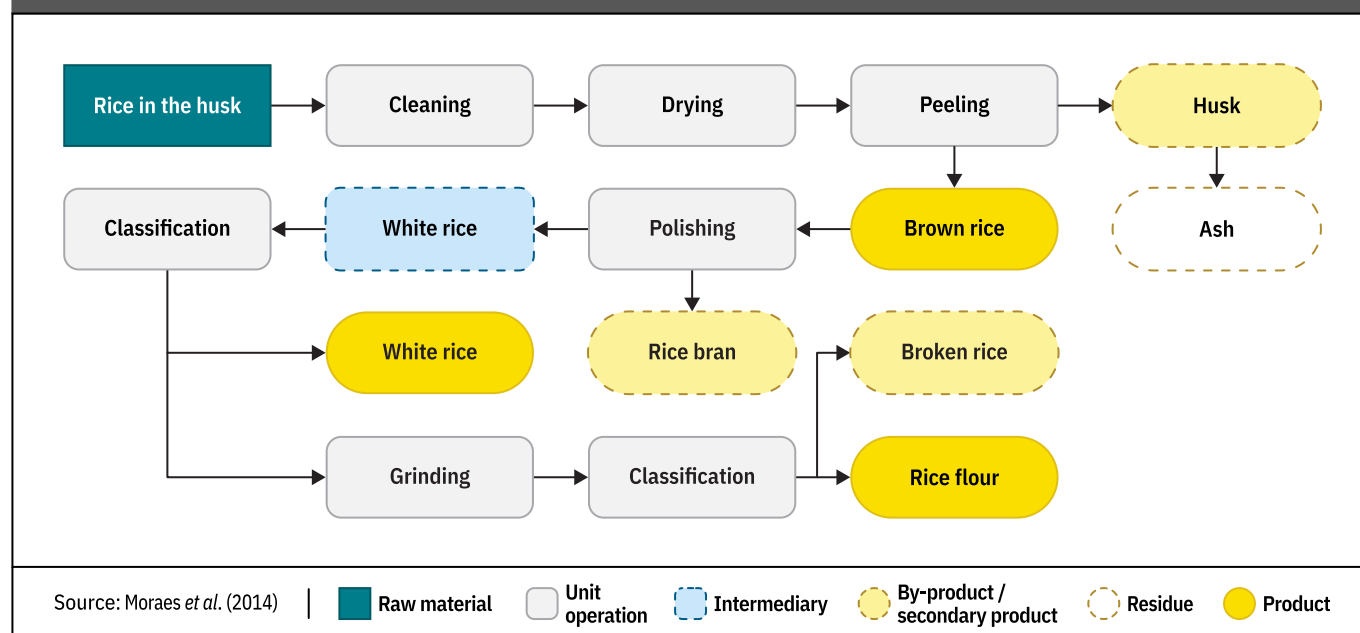 Rice in the husk
Cleaning
Drying
Peeling
Husk
Classification
White rice
Polishing
Brown rice
Ash
White rice
Rice bran
Broken rice
Grinding
Classification
Rice flour
Source: Moraes et al. (2014)
Raw material
Unit
operation
Intermediary
By-product /
secondary product
Residue
Product